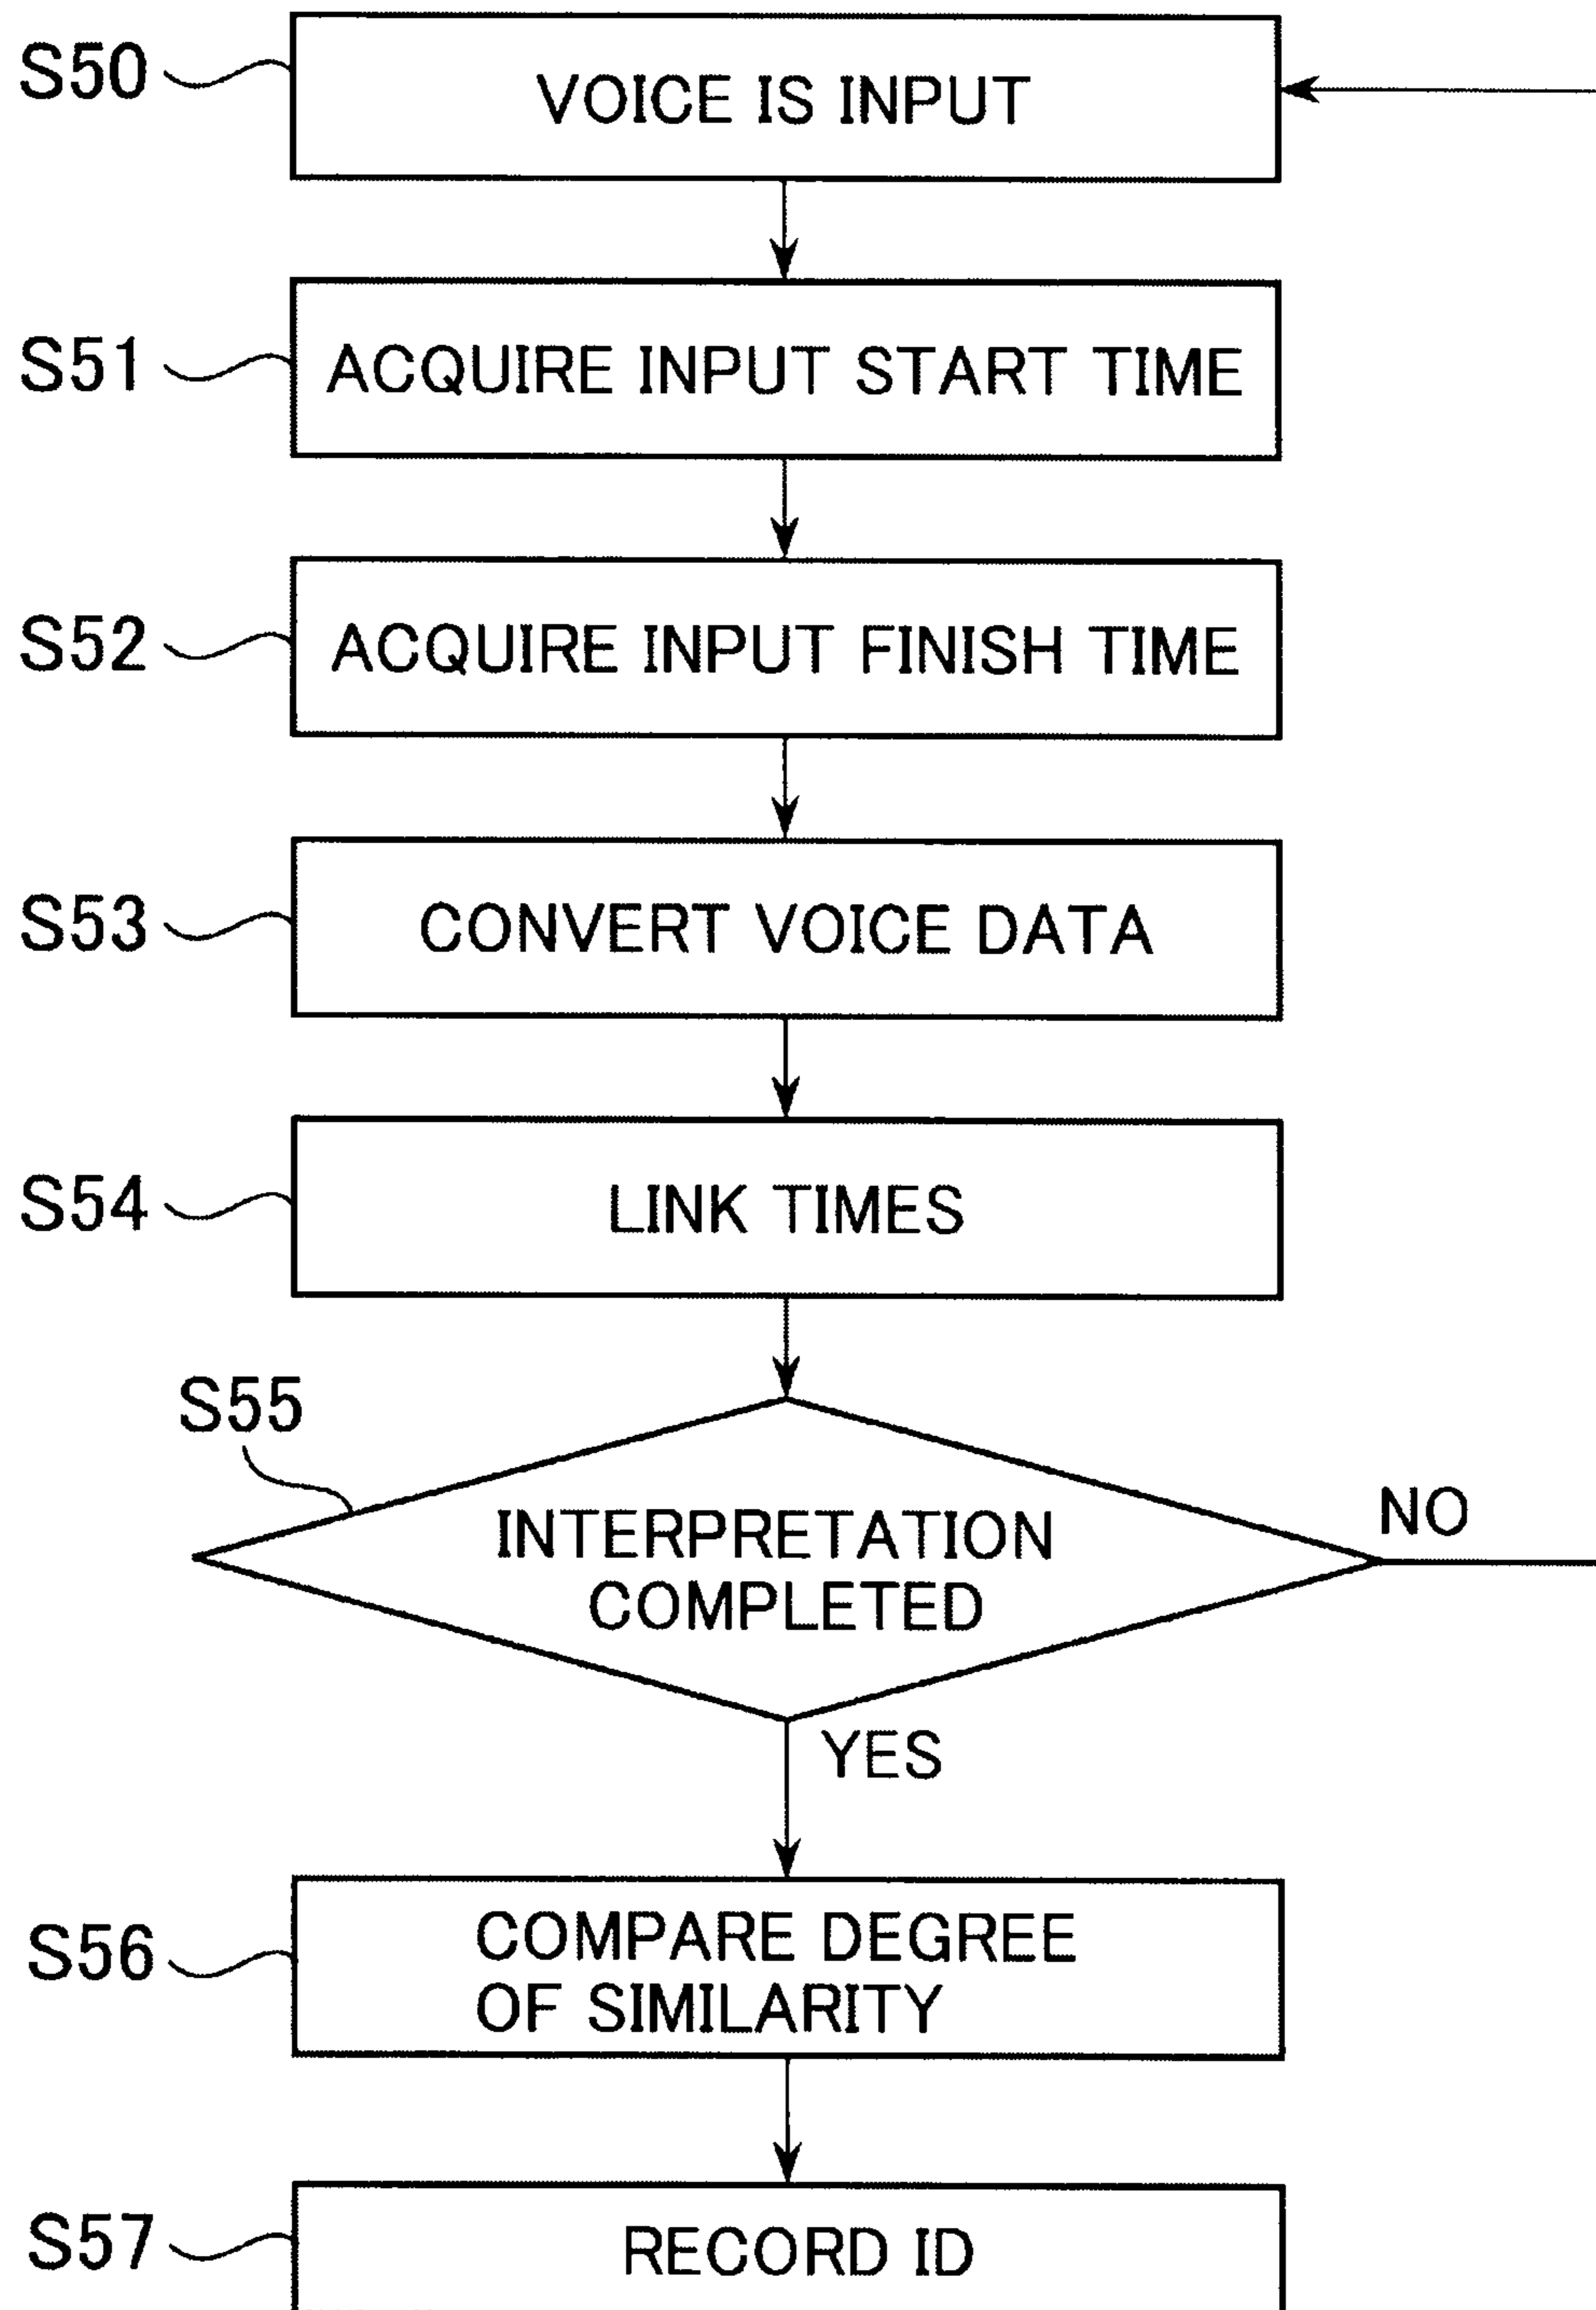 S50
VOICE IS INPUT
S51
ACQUIRE INPUT START TIME
S52
ACQUIRE INPUT FINISH TIME
S53
CONVERT VOICE DATA
S54
LINK TIMES
S55
INTERPRETATION
COMPLETED
NO
YES
S56
COMPARE DEGREE
OF SIMILARITY
S57
RECORD ID